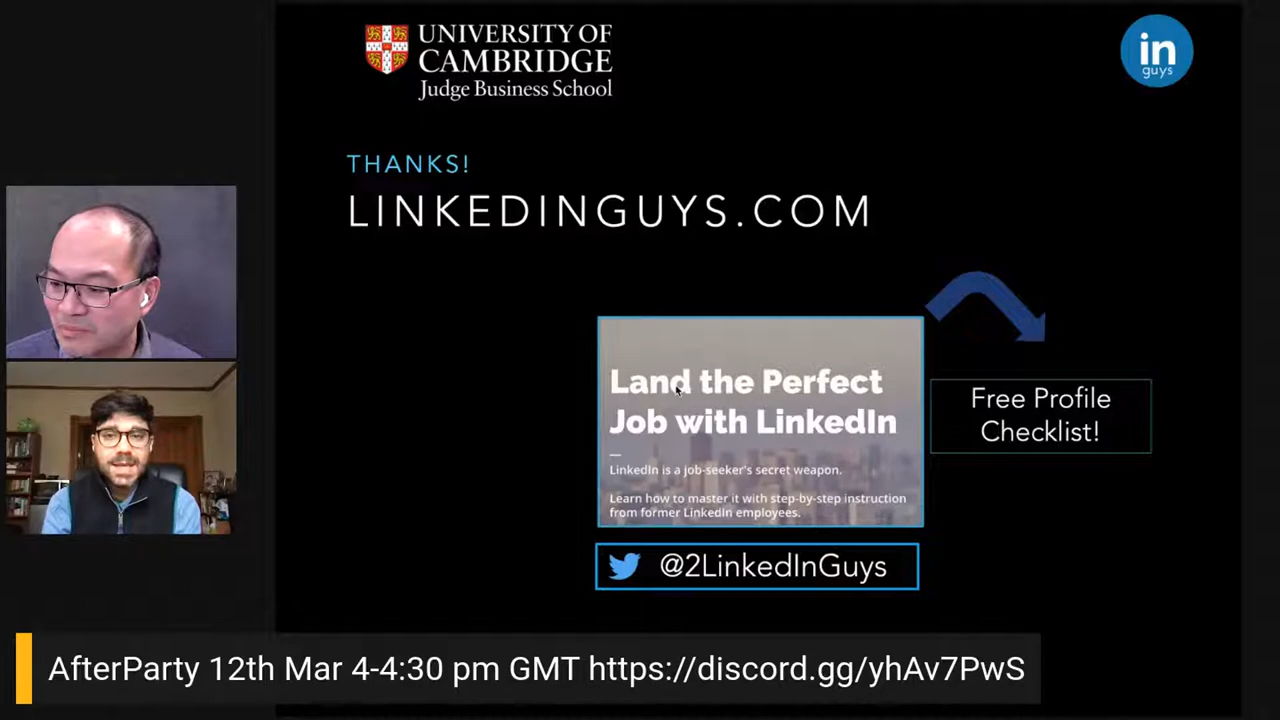 UNIVERSITY OF
CAMBRIDGE
Judge Business School
in
guys
THANKS!
LINKEDINGUYS.COM
Land the Perfect
Job with LinkedIn
LinkedIn is a job-seeker's secret weapon.
Learn how to master it with step-by-step instruction
from former LinkedIn employees.
Free Profile
Checklist!
@2LinkedInGuys
AfterParty 12th Mar 4-4:30 pm GMT https://discord.gg/yhAv7PwS